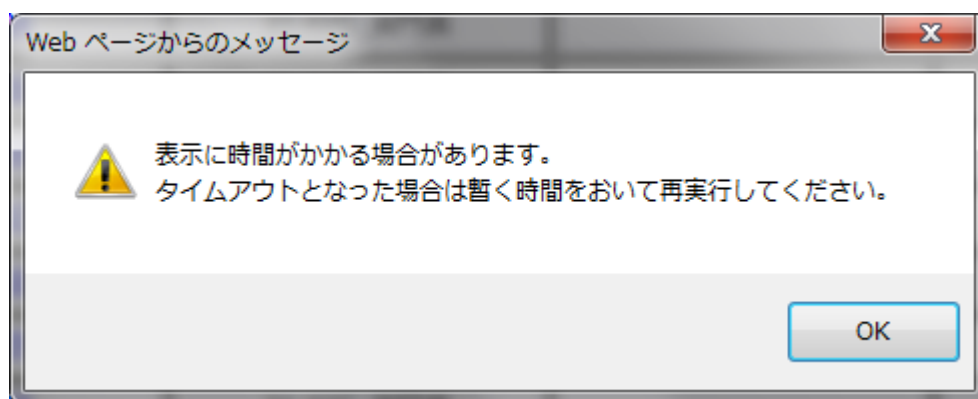 Web ページからのメッセージ
表示に時間がかかる場合があります。
タイムアウトとなった場合は暫く時間をおいて再実行してください。
OK